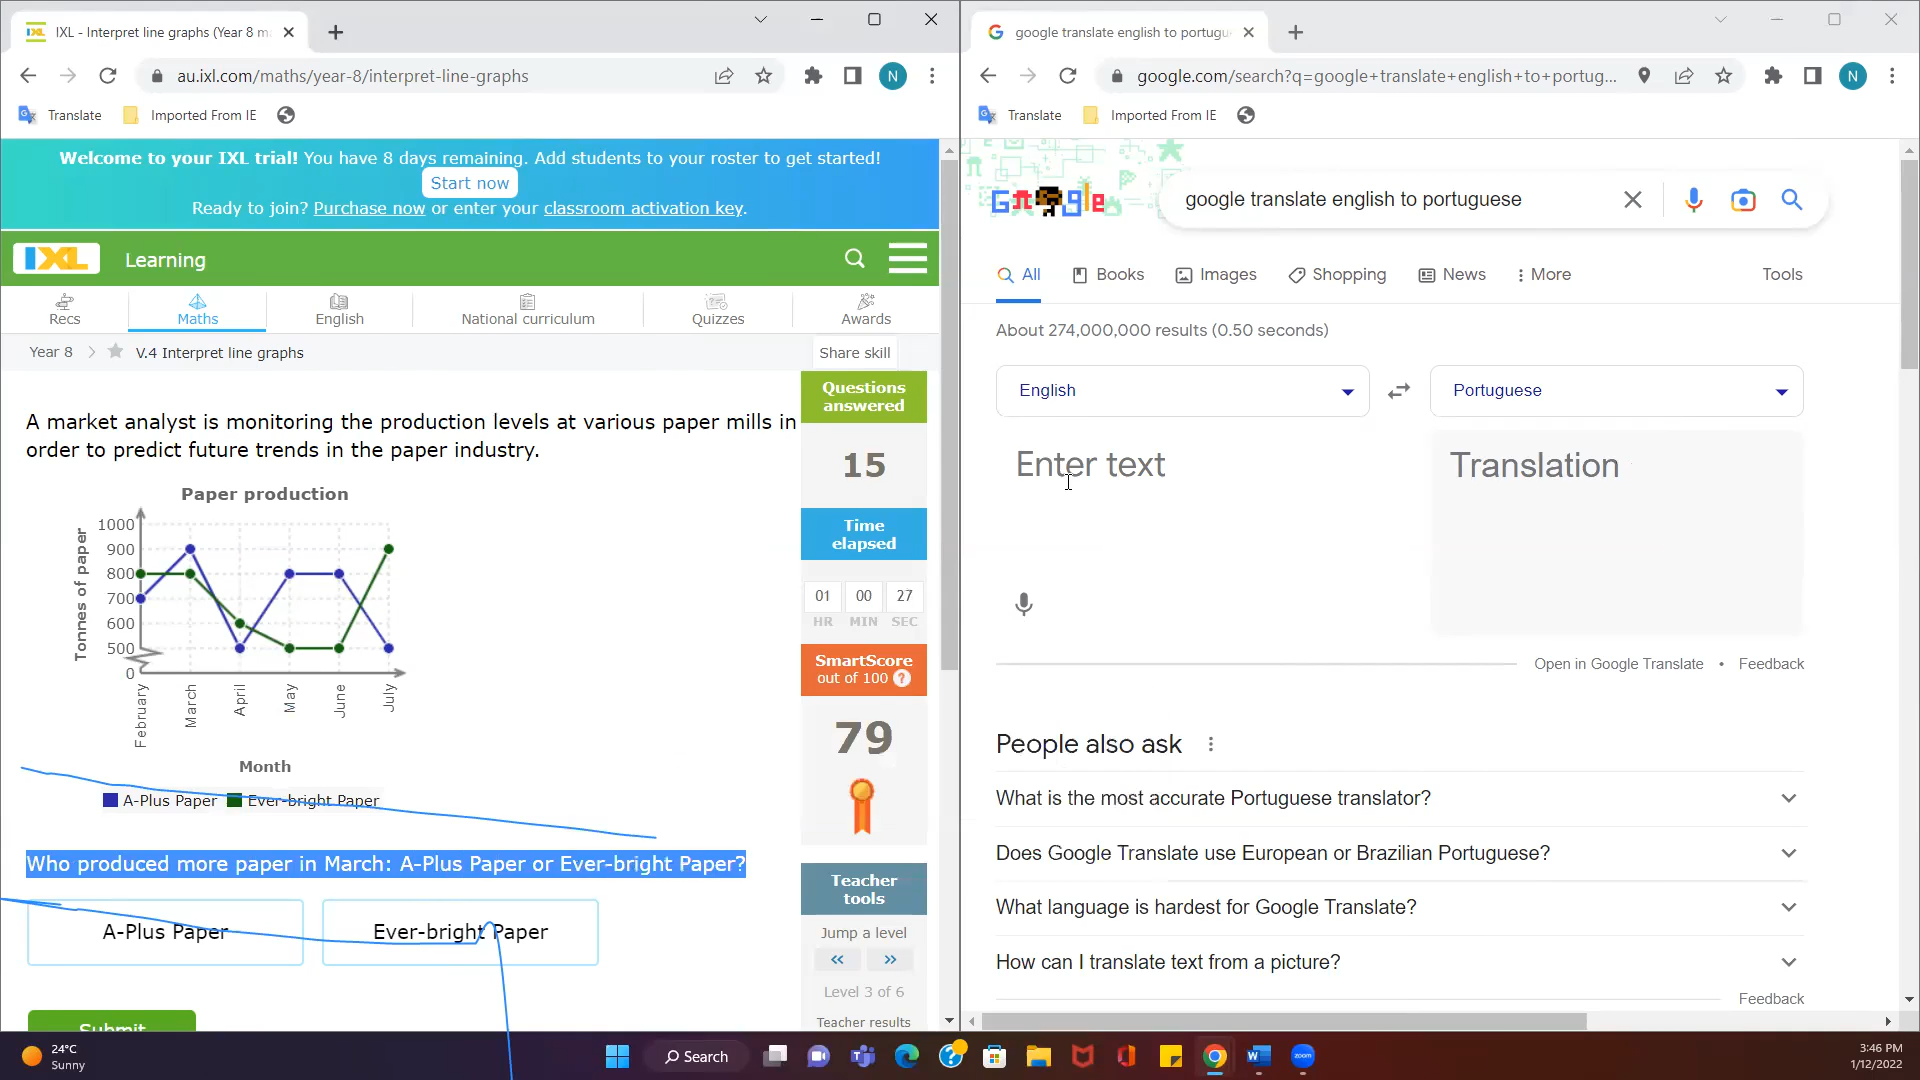 IXL - Interpret line graphs (Year 8 m
au.ixl.com/maths/year-8/interpret-line-graphs
N
Translate
Imported From IE
Welcome to your IXL trial! You have 8 days remaining. Add students to your roster to get started!
Start now
Ready to join? Purchase now or enter your classroom activation key.
IXL Learning
Recs
Maths
English
National curriculum
Quizzes
Awards
Year 8
V.4 Interpret line graphs
Share skill
A market analyst is monitoring the production levels at various paper mills in
order to predict future trends in the paper industry.
Paper production
Tonnes of paper
1000
900
800
700
600
500
0
February
March
April
May
June
July
Month
A-Plus Paper
Ever-bright Paper
Who produced more paper in March: A-Plus Paper or Ever-bright Paper?
A-Plus Paper
Ever-bright Paper
Submit
Questions
answered
15
Time
elapsed
01 00 27
HR MIN SEC
SmartScore
out of 100 ?
79
Teacher
tools
Jump a level
Level 3 of 6
Teacher results
google translate english to portugu
google.com/search?q=google+translate+english+to+portug...
N
Translate
Imported From IE
Google
google translate english to portuguese
All
Books
Images
Shopping
News
More
Tools
About 274,000,000 results (0.50 seconds)
English
Portuguese
Enter text
Translation
Open in Google Translate • Feedback
People also ask
What is the most accurate Portuguese translator?
Does Google Translate use European or Brazilian Portuguese?
What language is hardest for Google Translate?
How can I translate text from a picture?
Feedback
24°C
Sunny
Search
zoom
3:46 PM
1/12/2022